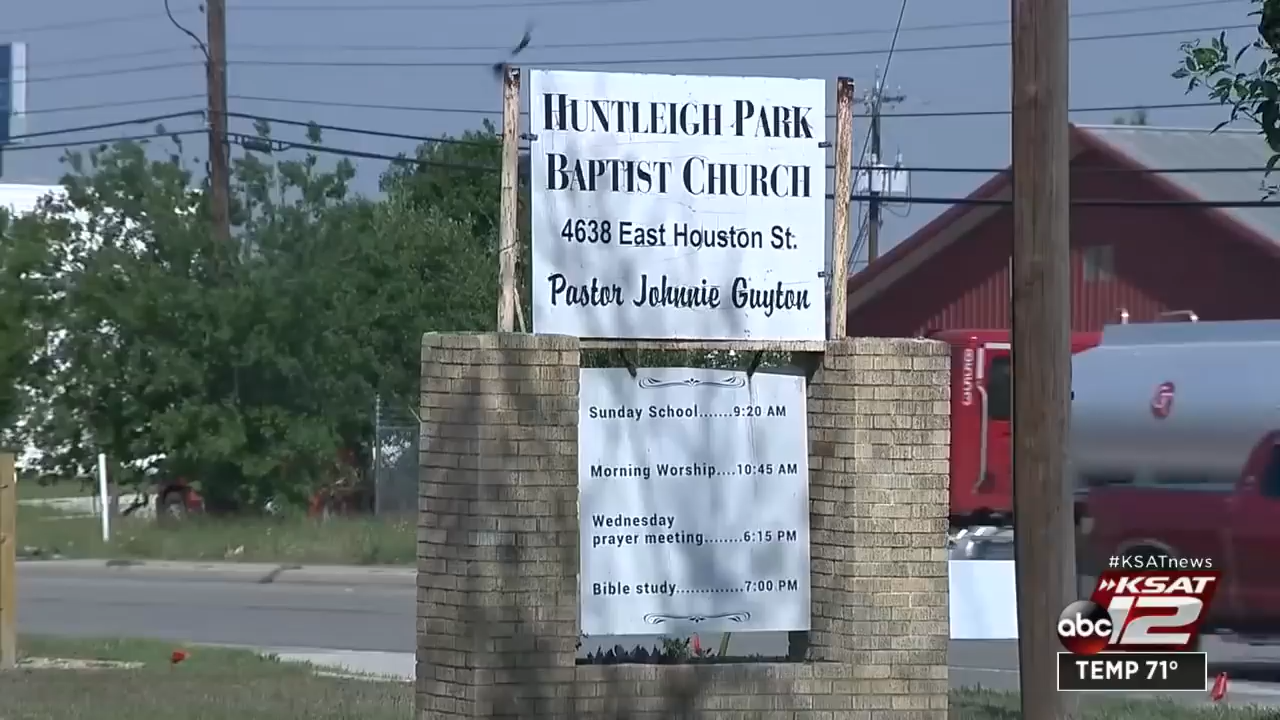 HUNTLEIGH PARK
BAPTIST CHURCH
4638 East Houston St.
Pastor Johnnie Guyton
Sunday School.......9:20 AM
Morning Worship....10:45 AM
Wednesday
prayer meeting........6:15 PM
Bible study.............7:00 PM
#KSATnews
KSAT
abc 12
TEMP 71°